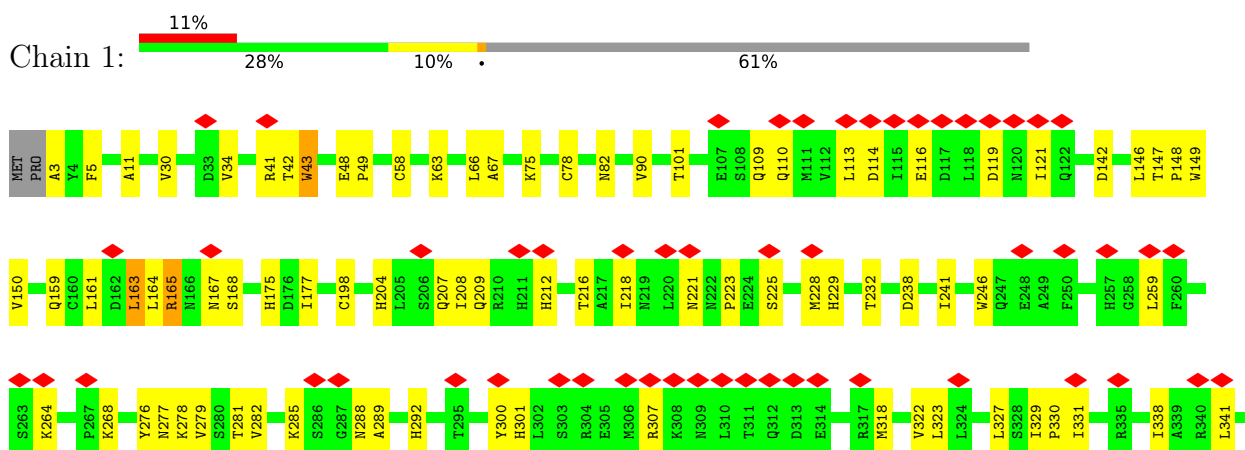 11%
Chain 1:
28% 10% • 61%
MET PRO A3 Y4 F5 A11 V30 D33 V34 R41 T42 W43 E48 P49 C58 K63 L66 A67 K75 C78 N82 V90 T101 E107 S108 Q109 Q110 M111 V112 L113 D114 I115 E116 D117 L118 D119 N120 I121 Q122 D142 L146 T147 P148 W149
V150 Q159 C160 L161 D162 L163 L164 R165 N166 N167 S168 H175 D176 I177 C198 H204 L205 S206 Q207 I208 Q209 R210 H211 H212 T216 A217 I218 N219 L220 N221 N222 P223 E224 S225 M228 H229 T232 D238 I241 W246 Q247 E248 A249 F250 H257 G258 L259 F260
S263 K264 P267 K268 Y276 N277 K278 V279 S280 T281 V282 K285 S286 G287 N288 A289 H292 T295 Y300 H301 L302 S303 R304 E305 M306 R307 K308 N309 L310 T311 Q312 D313 E314 R317 M318 V322 L323 L324 L327 S328 I329 P330 I331 R335 I338 A339 R340 L341